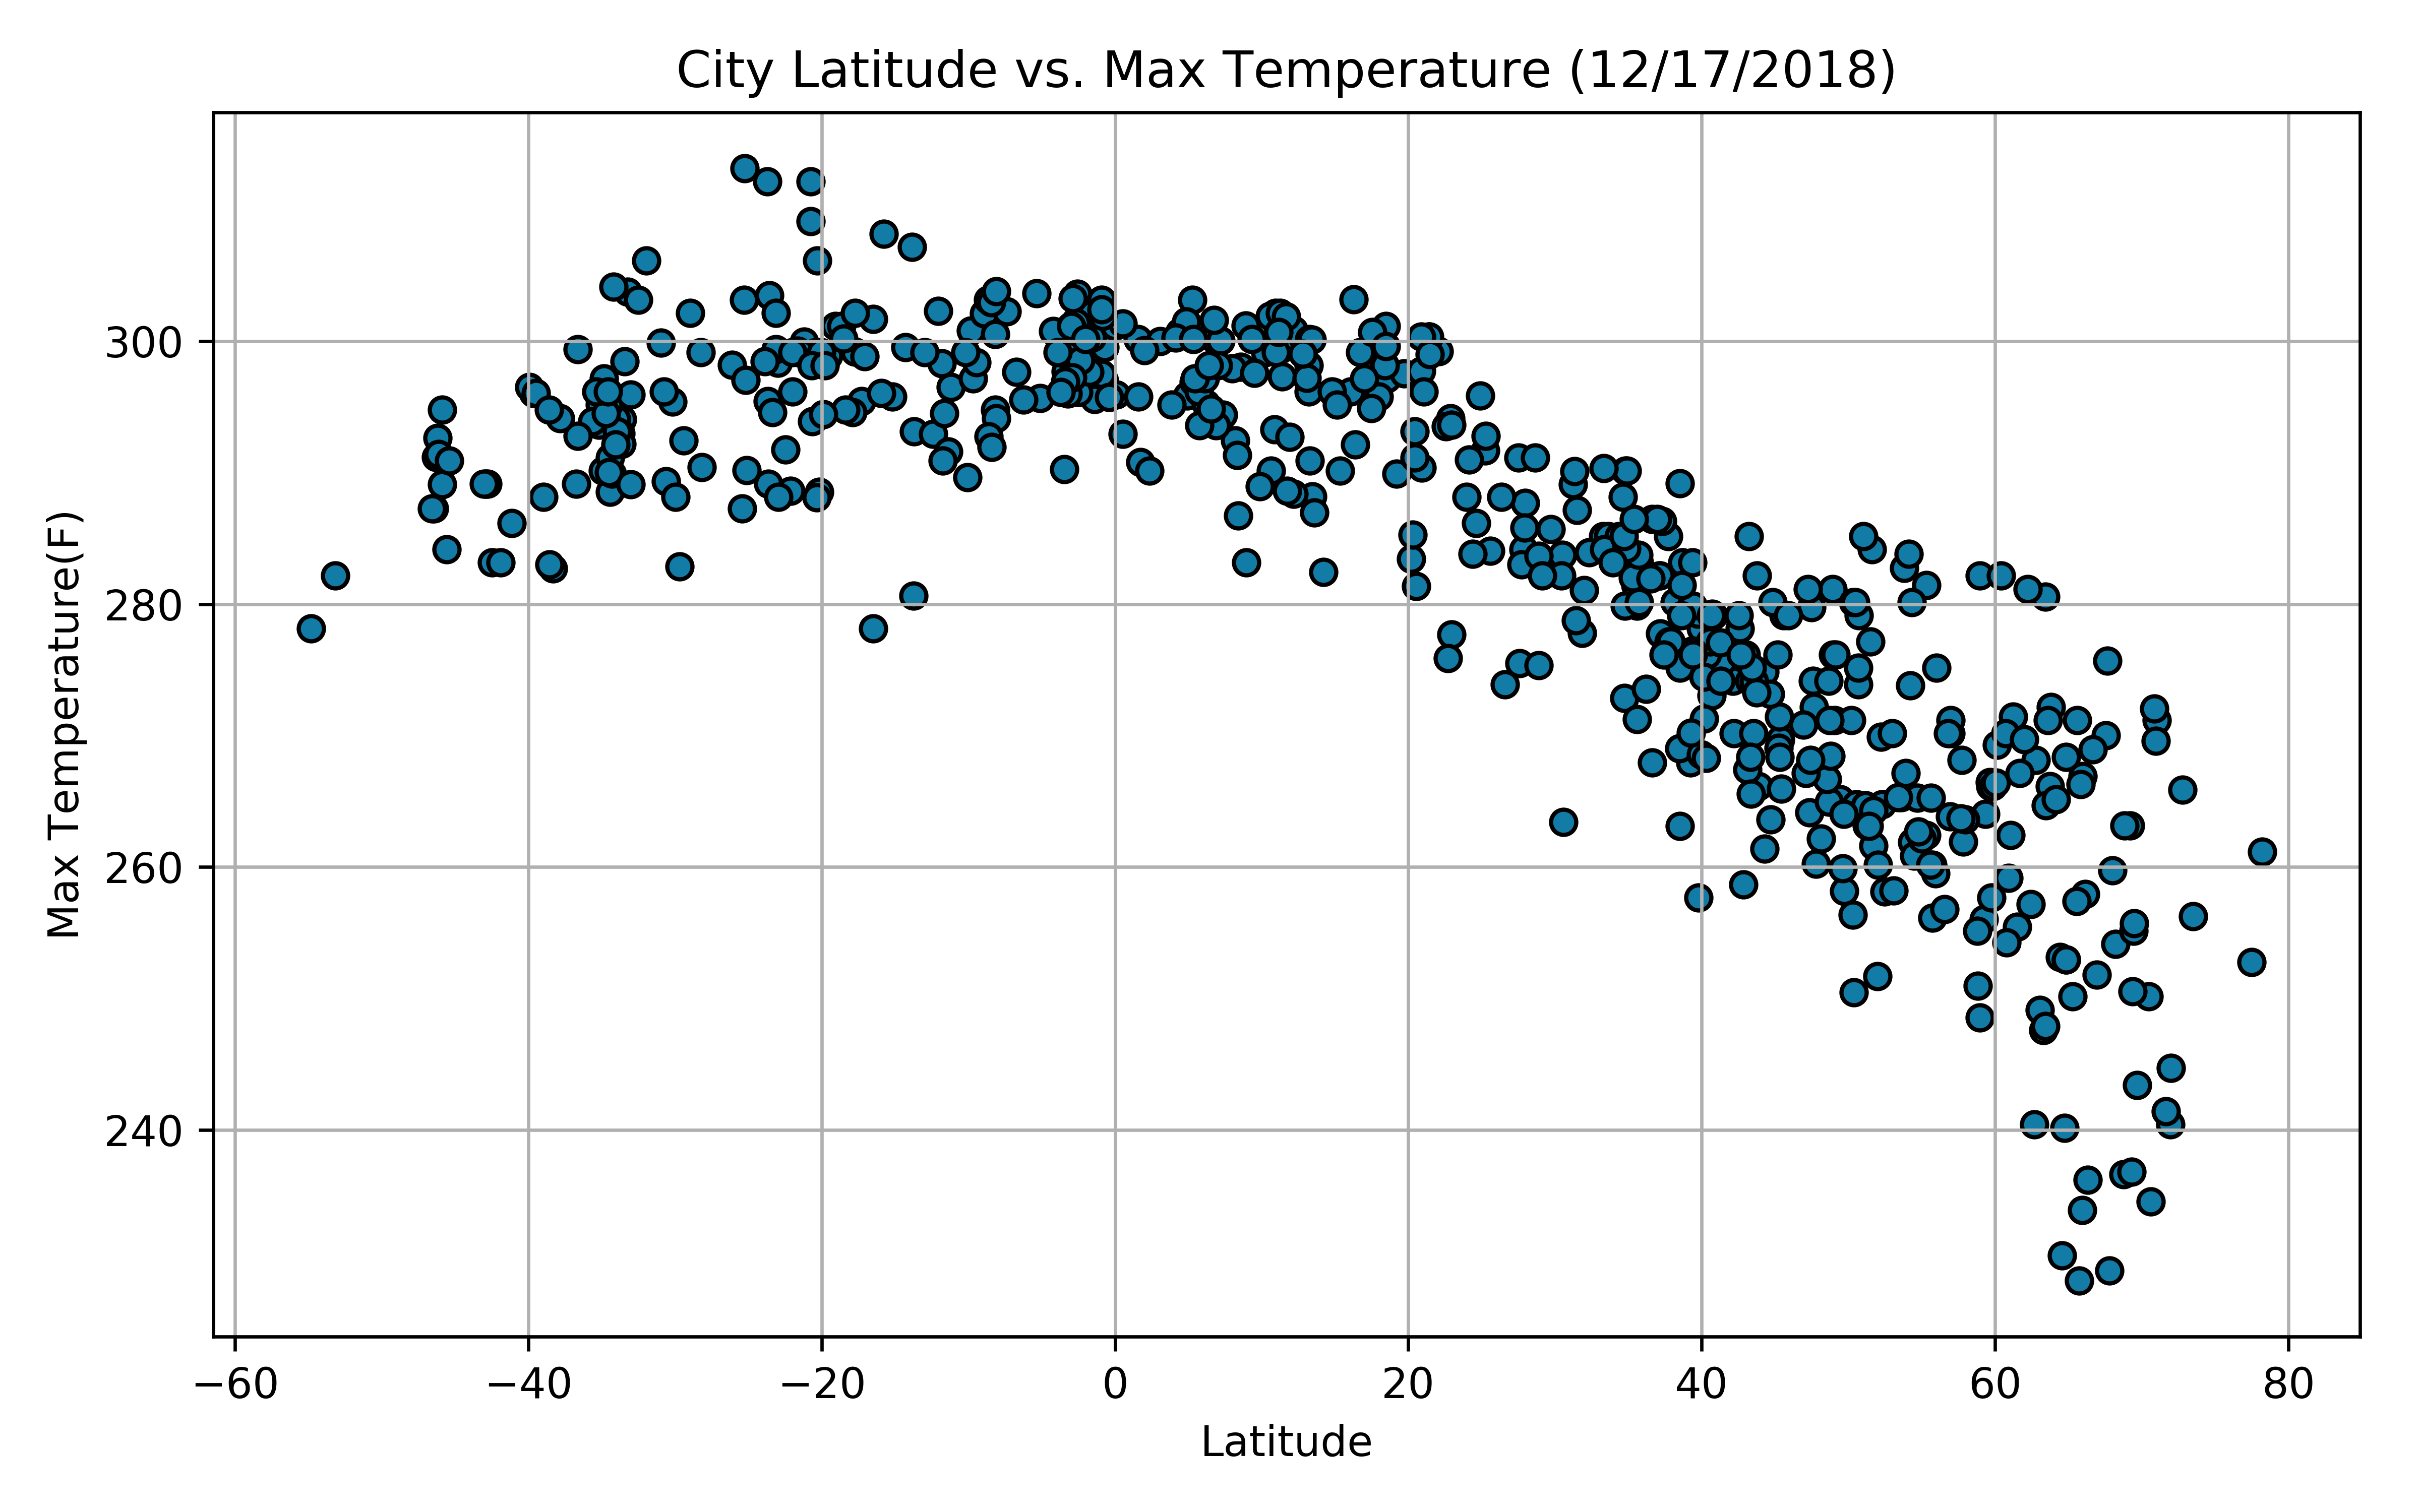 City Latitude vs. Max Temperature (12/17/2018)
Max Temperature(F)
300
280
260
240
−60 −40 −20 0 20 40 60 80
Latitude